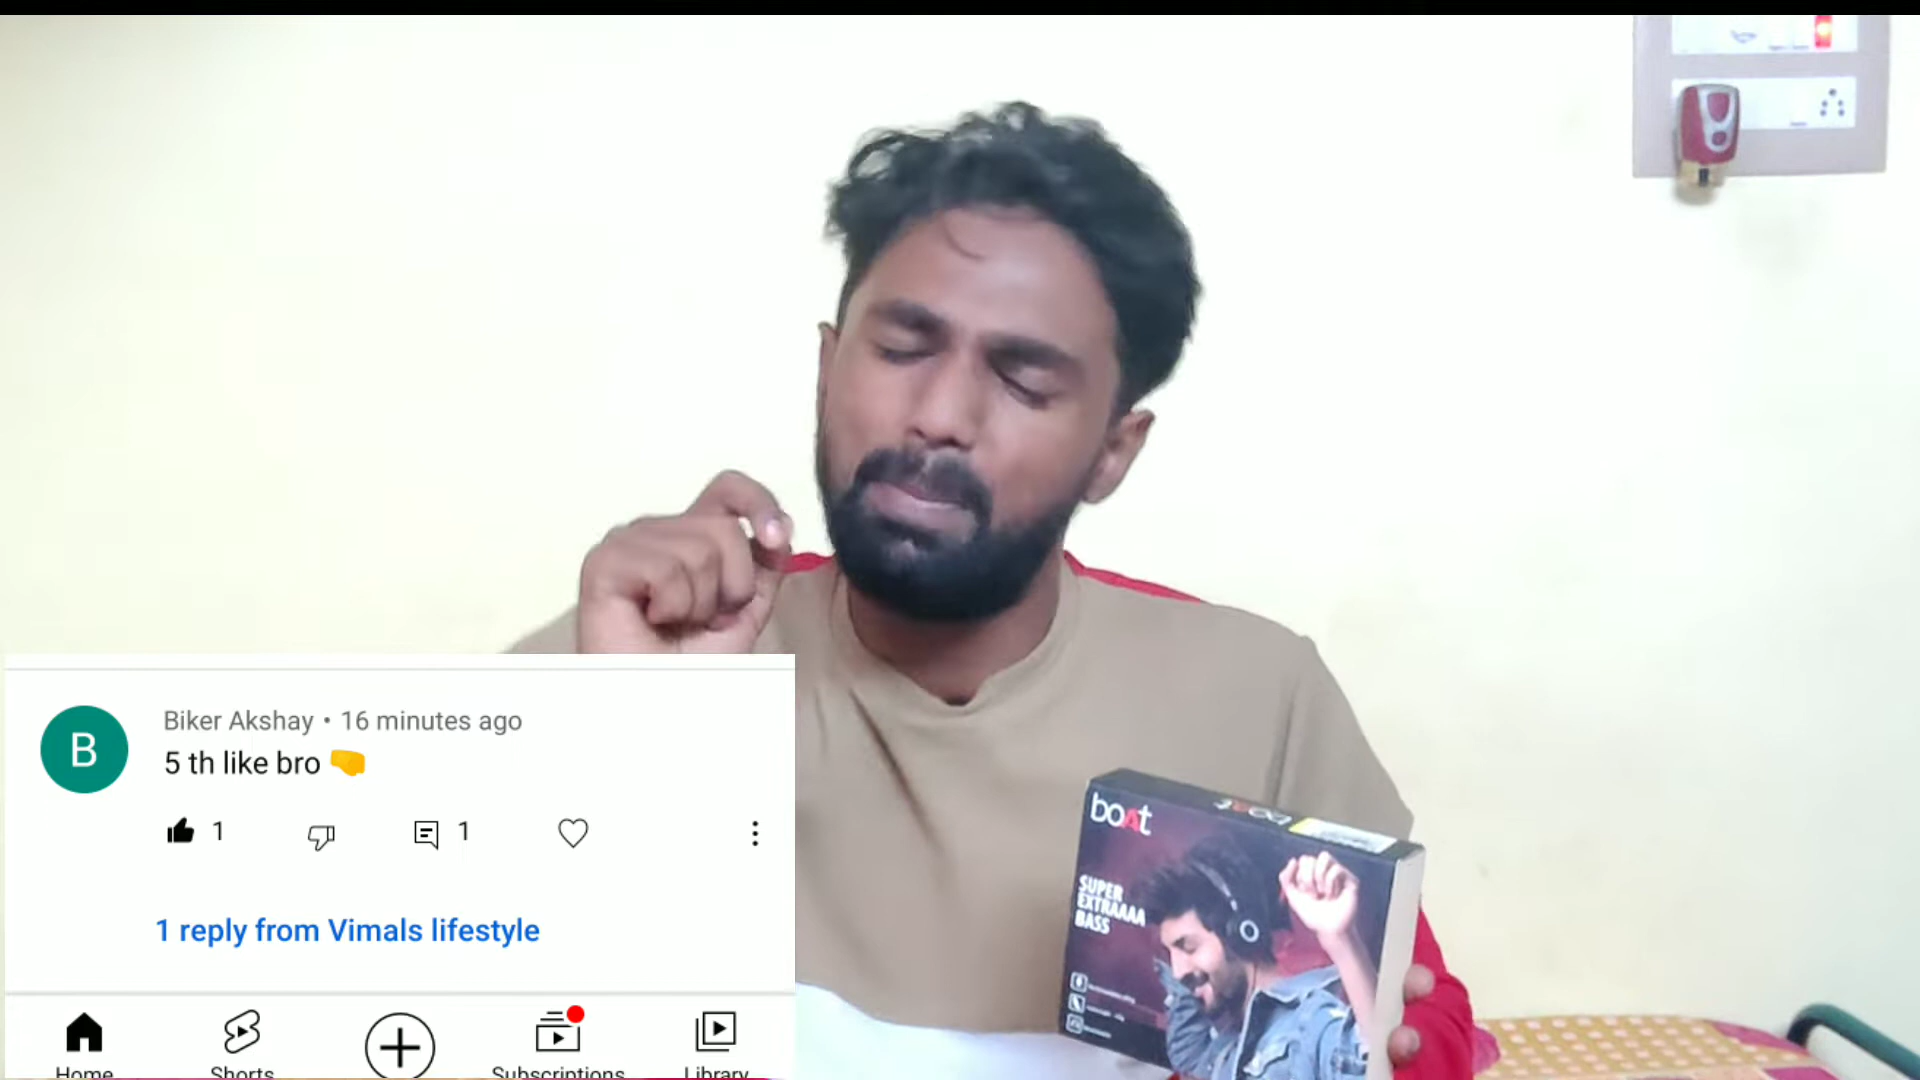 Biker Akshay • 16 minutes ago
5 th like bro 🤜
1
1
1 reply from Vimals lifestyle
Home
Shorts
Subscriptions
Library
boAt
boAt
SUPER
EXTRAAAA
BASS